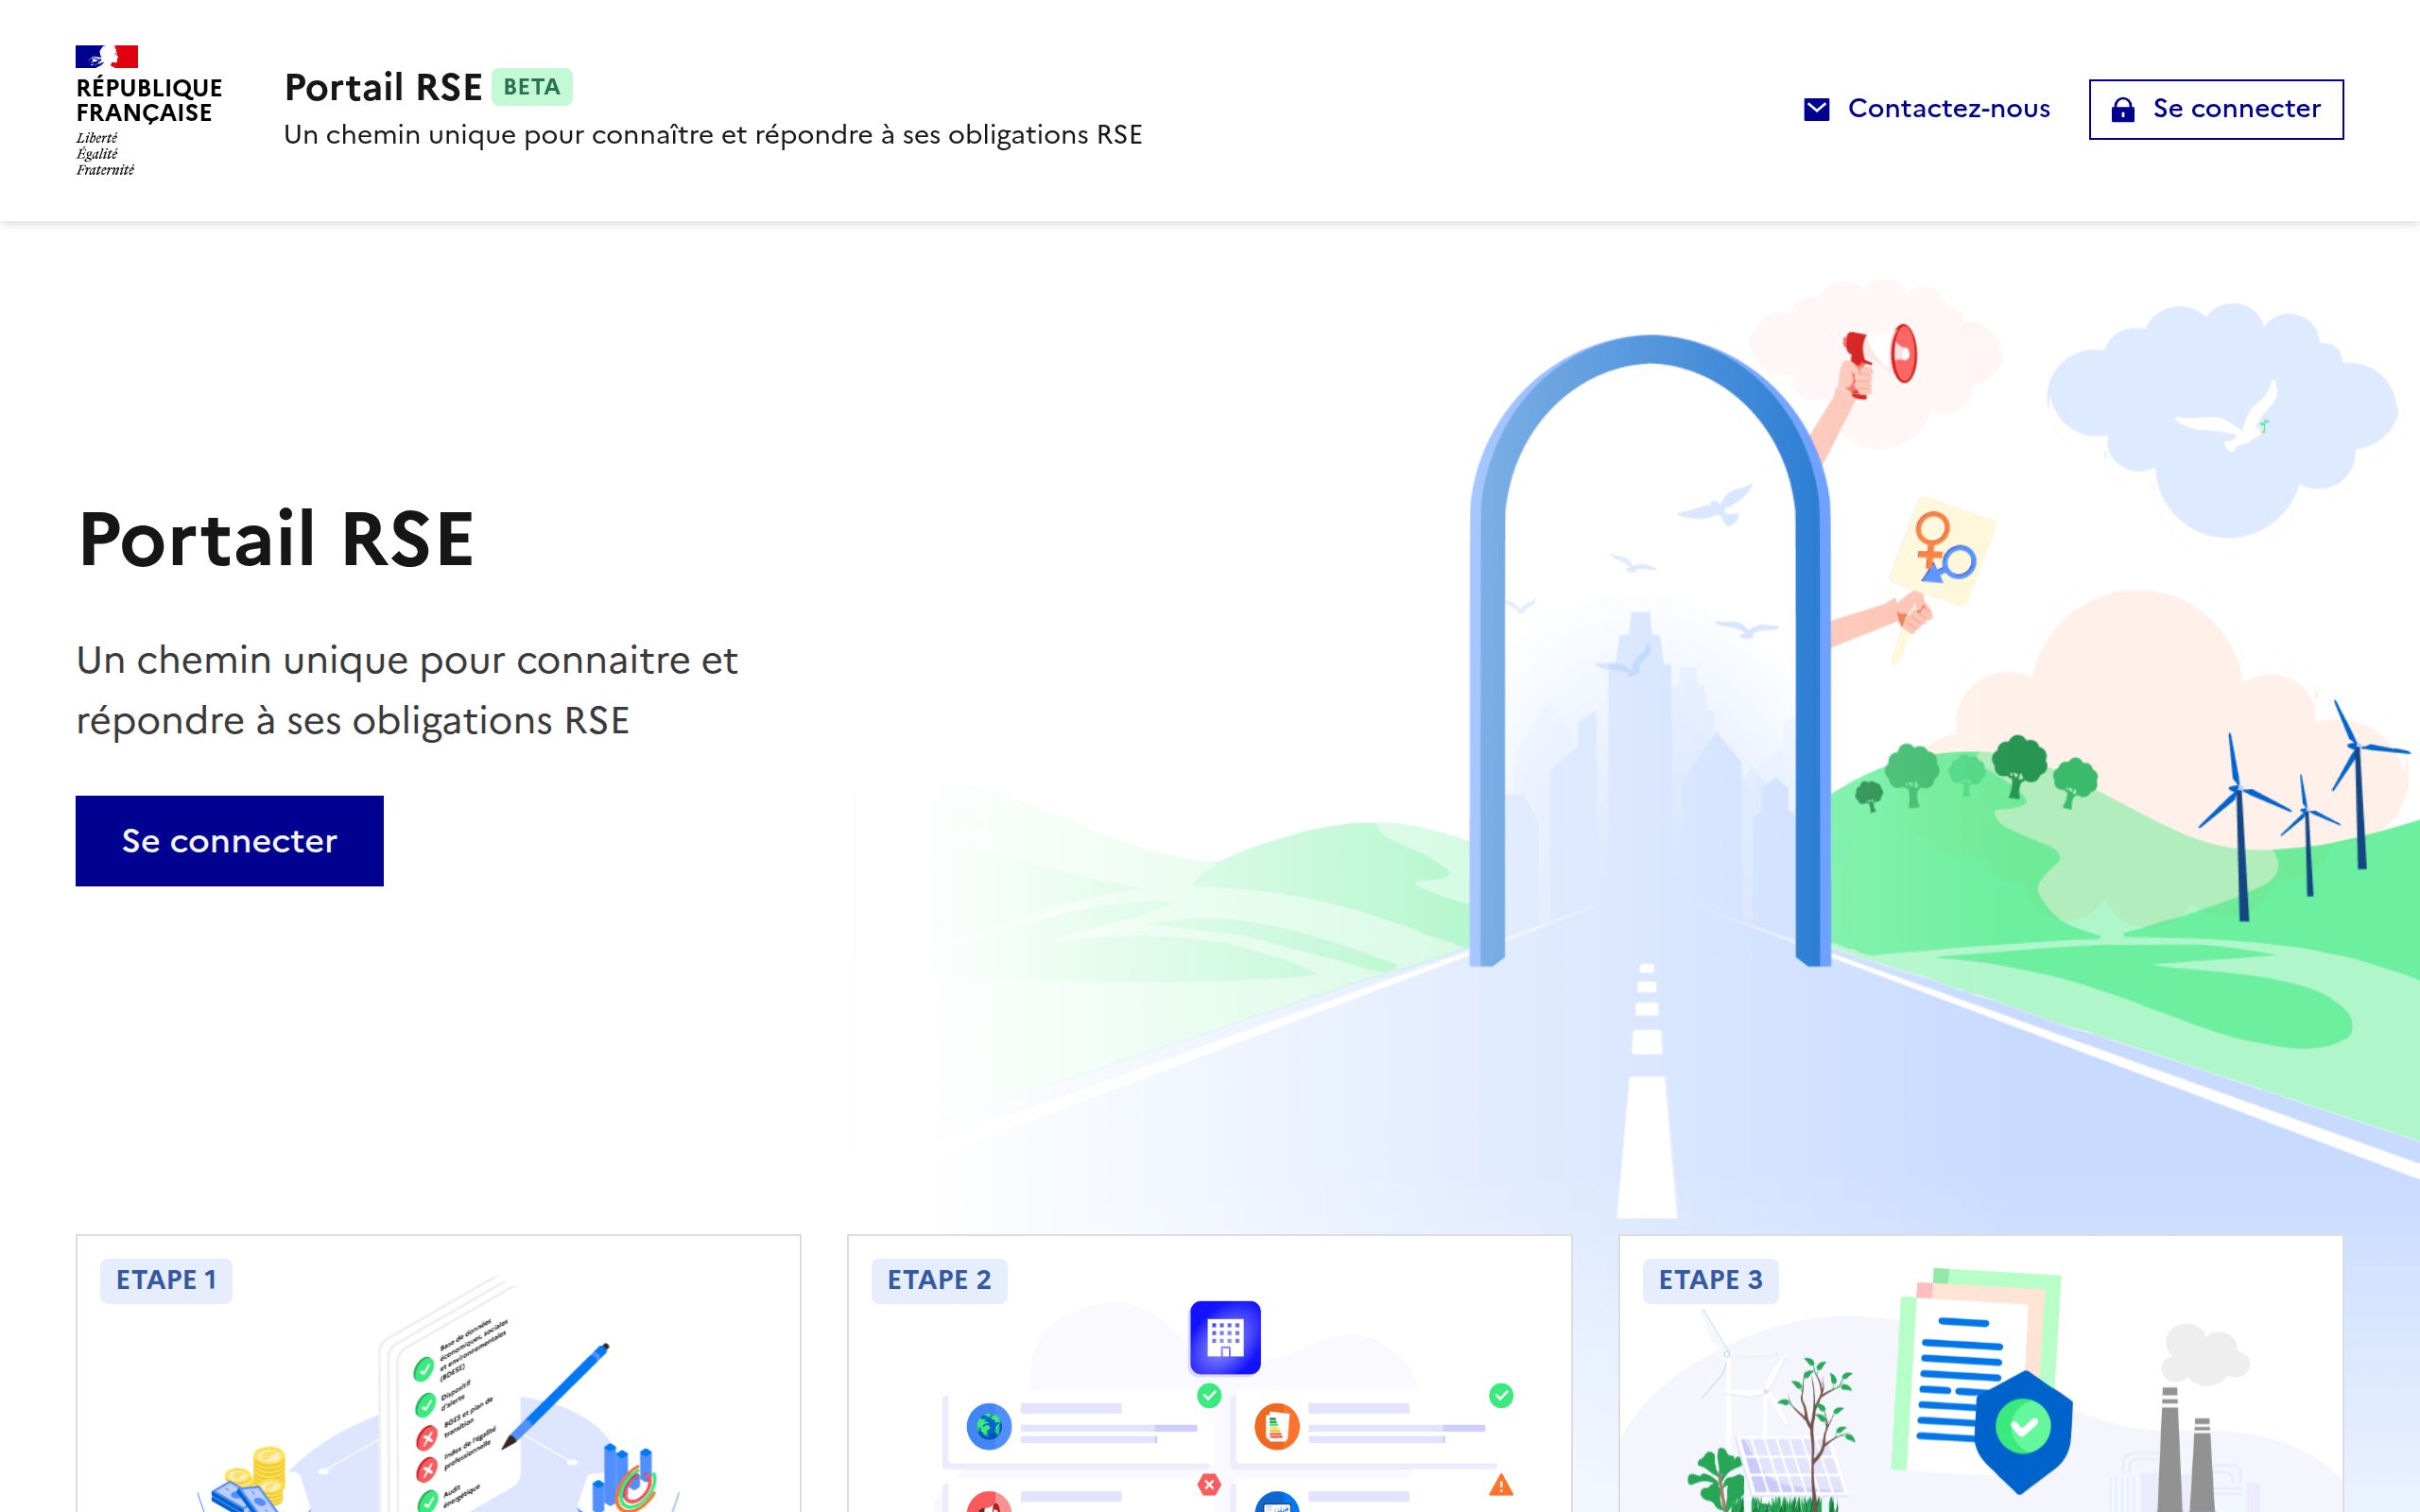 RÉPUBLIQUE
FRANÇAISE
Liberté
Égalité
Fraternité
Portail RSE BETA
Un chemin unique pour connaître et répondre à ses obligations RSE
Contactez-nous
Se connecter
Portail RSE
Un chemin unique pour connaitre et
répondre à ses obligations RSE
Se connecter
ETAPE 1
Base de données
économiques, sociales
et environnementales
(BDESE)
Dispositif
d'alerte
BGES et plan de
transition
Index de l'égalité
professionnelle
Audit
énergétique
ETAPE 2
ETAPE 3